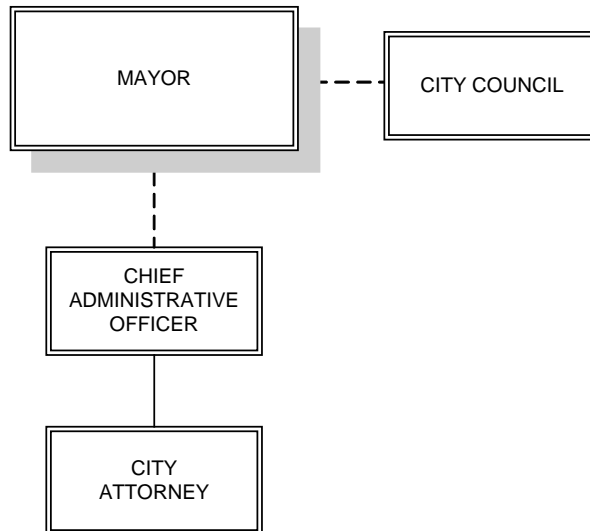 MAYOR
CITY COUNCIL
CHIEF
ADMINISTRATIVE
OFFICER
CITY
ATTORNEY